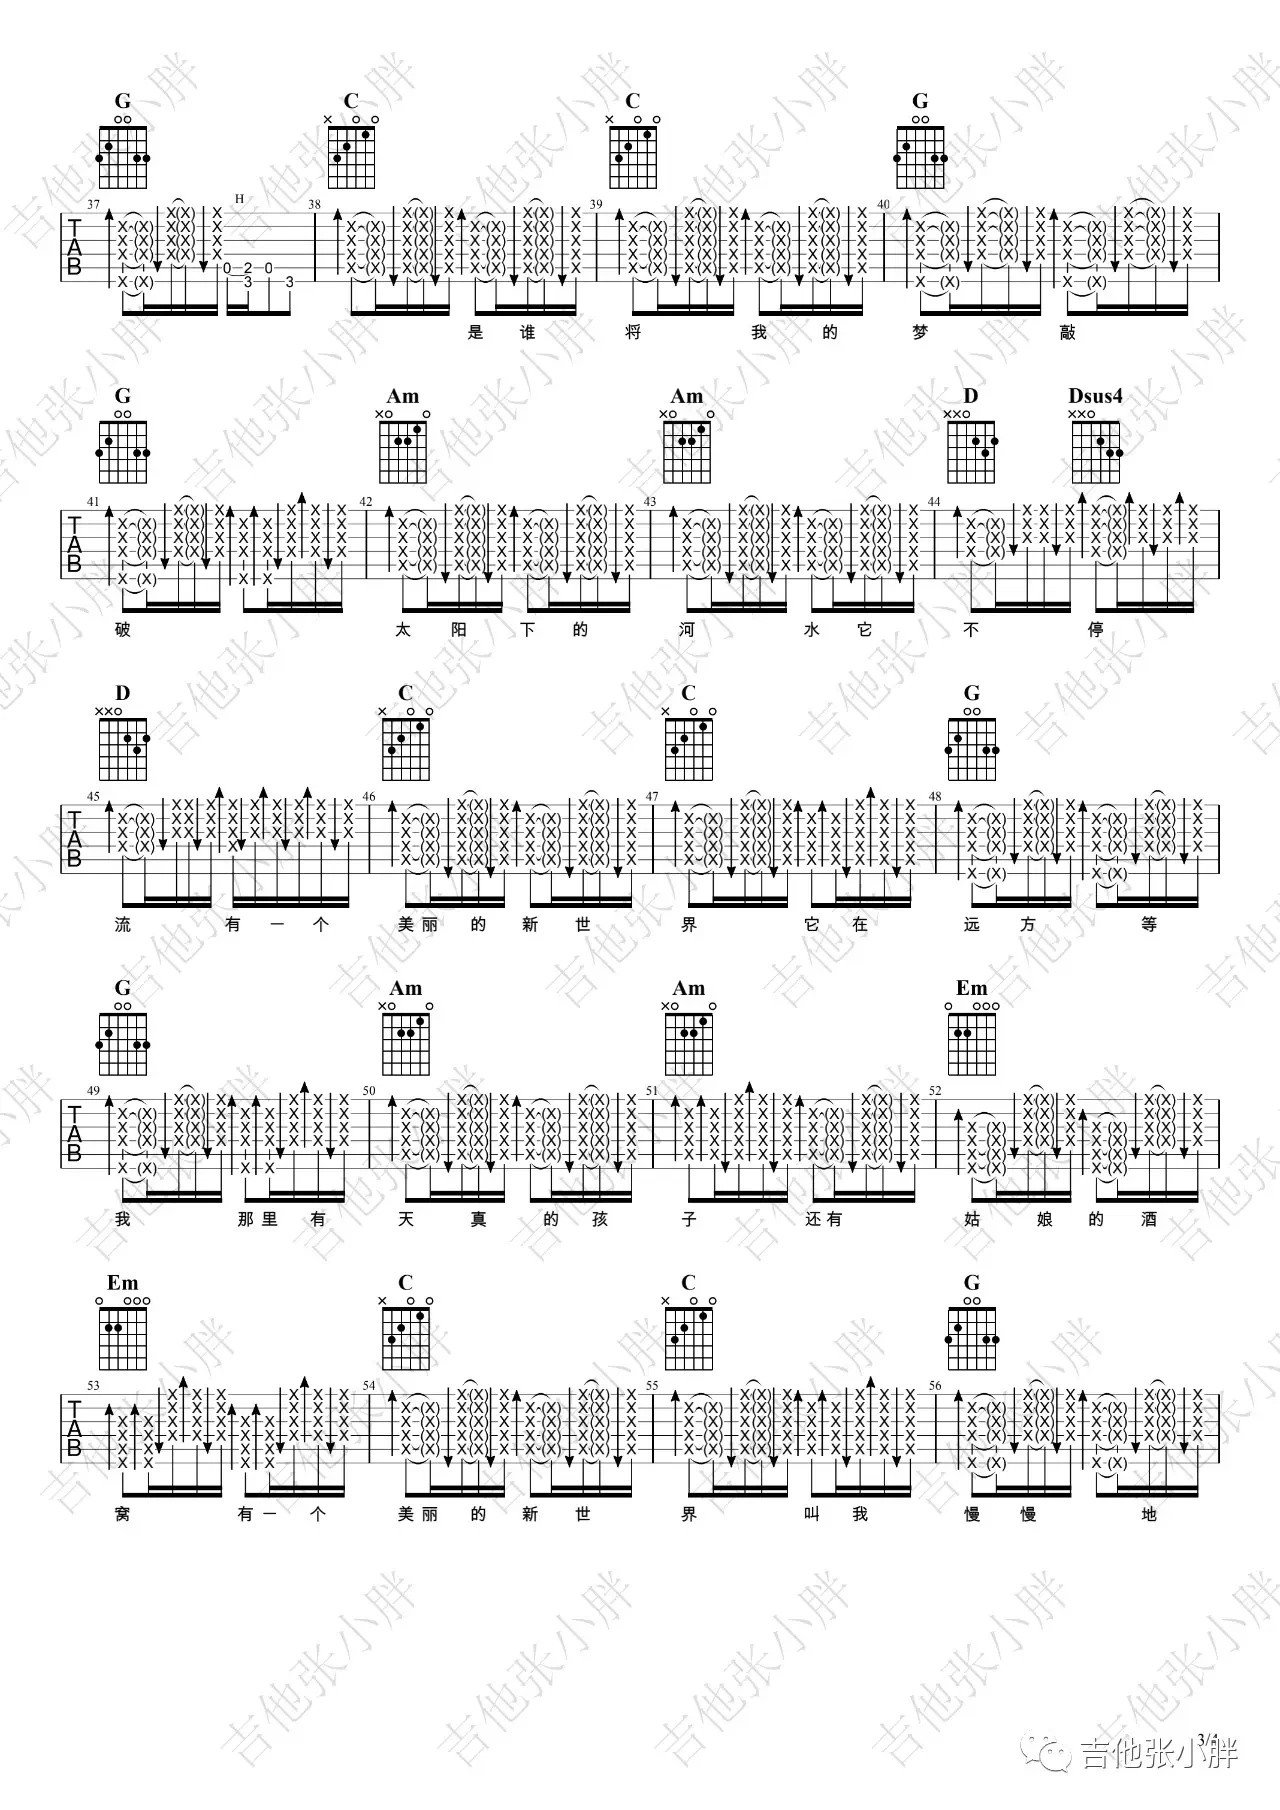 G C C G
37 H 38 39 40
0 2 0
3 3
是 谁 将 我 的 梦 敲
G Am Am D Dsus4
41 42 43 44
破 太 阳 下 的 河 水 它 不 停
D C C G
45 46 47 48
流 有 一 个 美 丽 的 新 世 界 它 在 远 方 等
G Am Am Em
49 50 51 52
我 那 里 有 天 真 的 孩 子 还 有 姑 娘 的 酒
Em C C G
53 54 55 56
窝 有 一 个 美 丽 的 新 世 界 叫 我 慢 慢 地
3/4
吉他张小胖